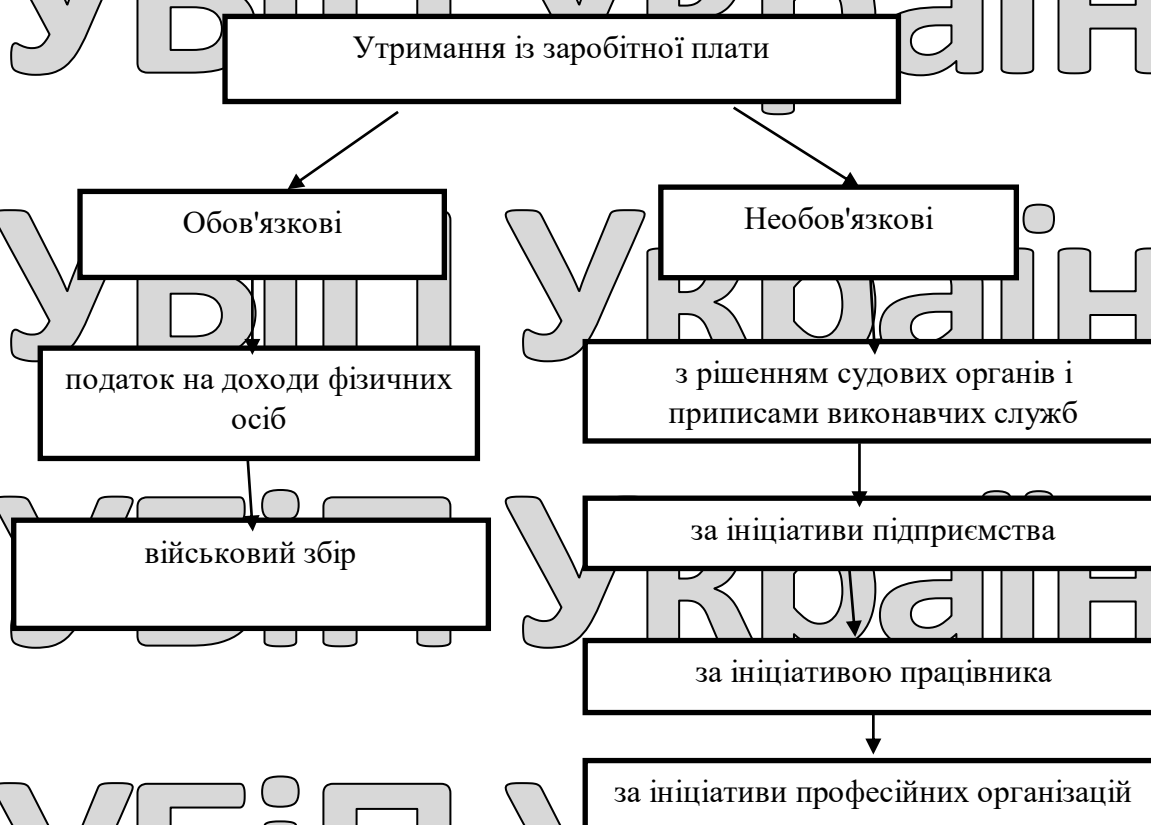 Утримання із заробітної плати
Обов'язкові
Необов'язкові
податок на доходи фізичних
осіб
з рішенням судових органів і
приписами виконавчих служб
військовий збір
за ініціативи підприємства
за ініціативою працівника
за ініціативи професійних організацій